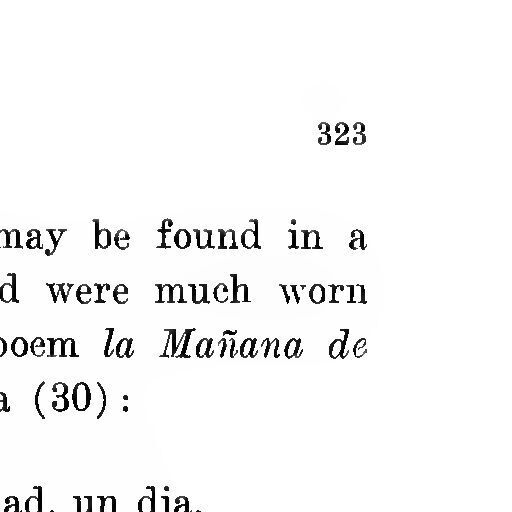 323
may be found in a
d were much worn
poem la Mañana de
a (30) :
ad, un dia,